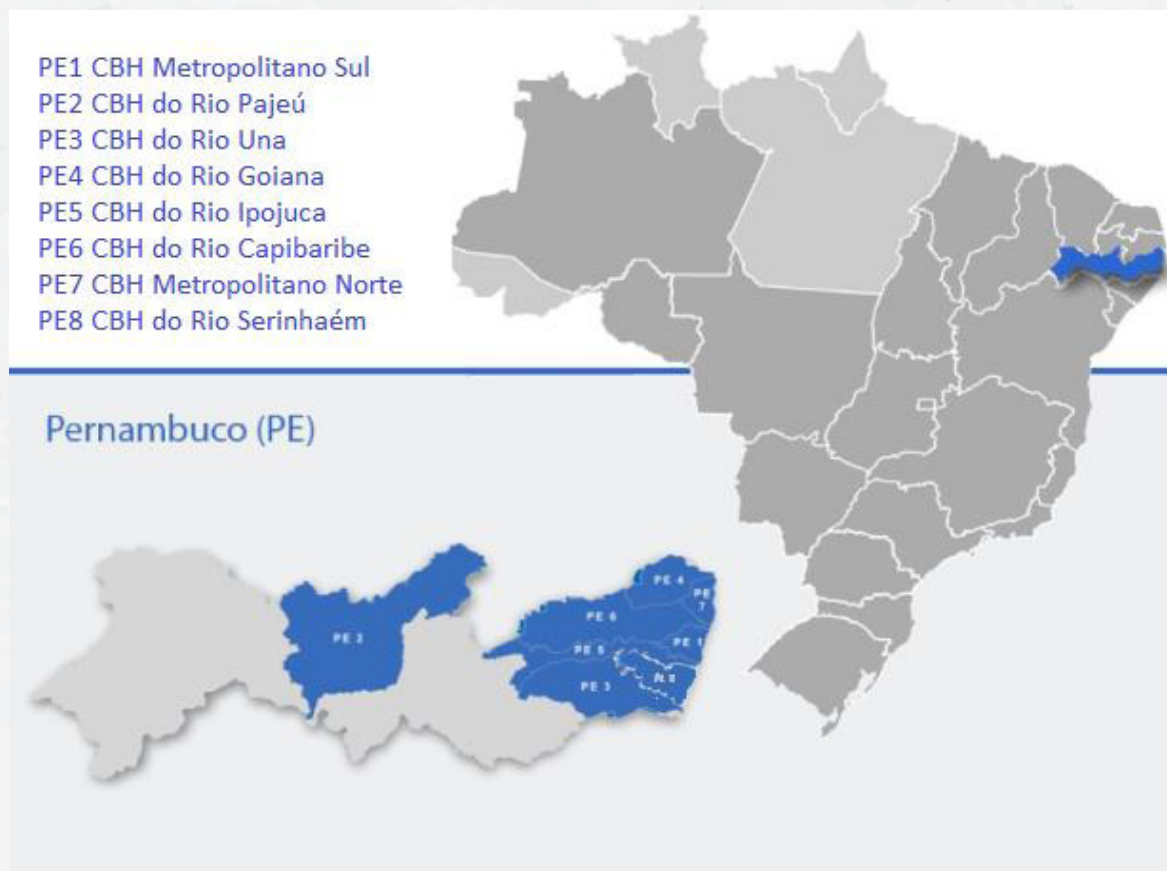 PE1 CBH Metropolitano Sul
PE2 CBH do Rio Pajeú
PE3 CBH do Rio Una
PE4 CBH do Rio Goiana
PE5 CBH do Rio Ipojuca
PE6 CBH do Rio Capibaribe
PE7 CBH Metropolitano Norte
PE8 CBH do Rio Serinhaém
Pernambuco (PE)
PE 4
PE
7
PE 6
PE 2
PE 1
PE 5
PE 3